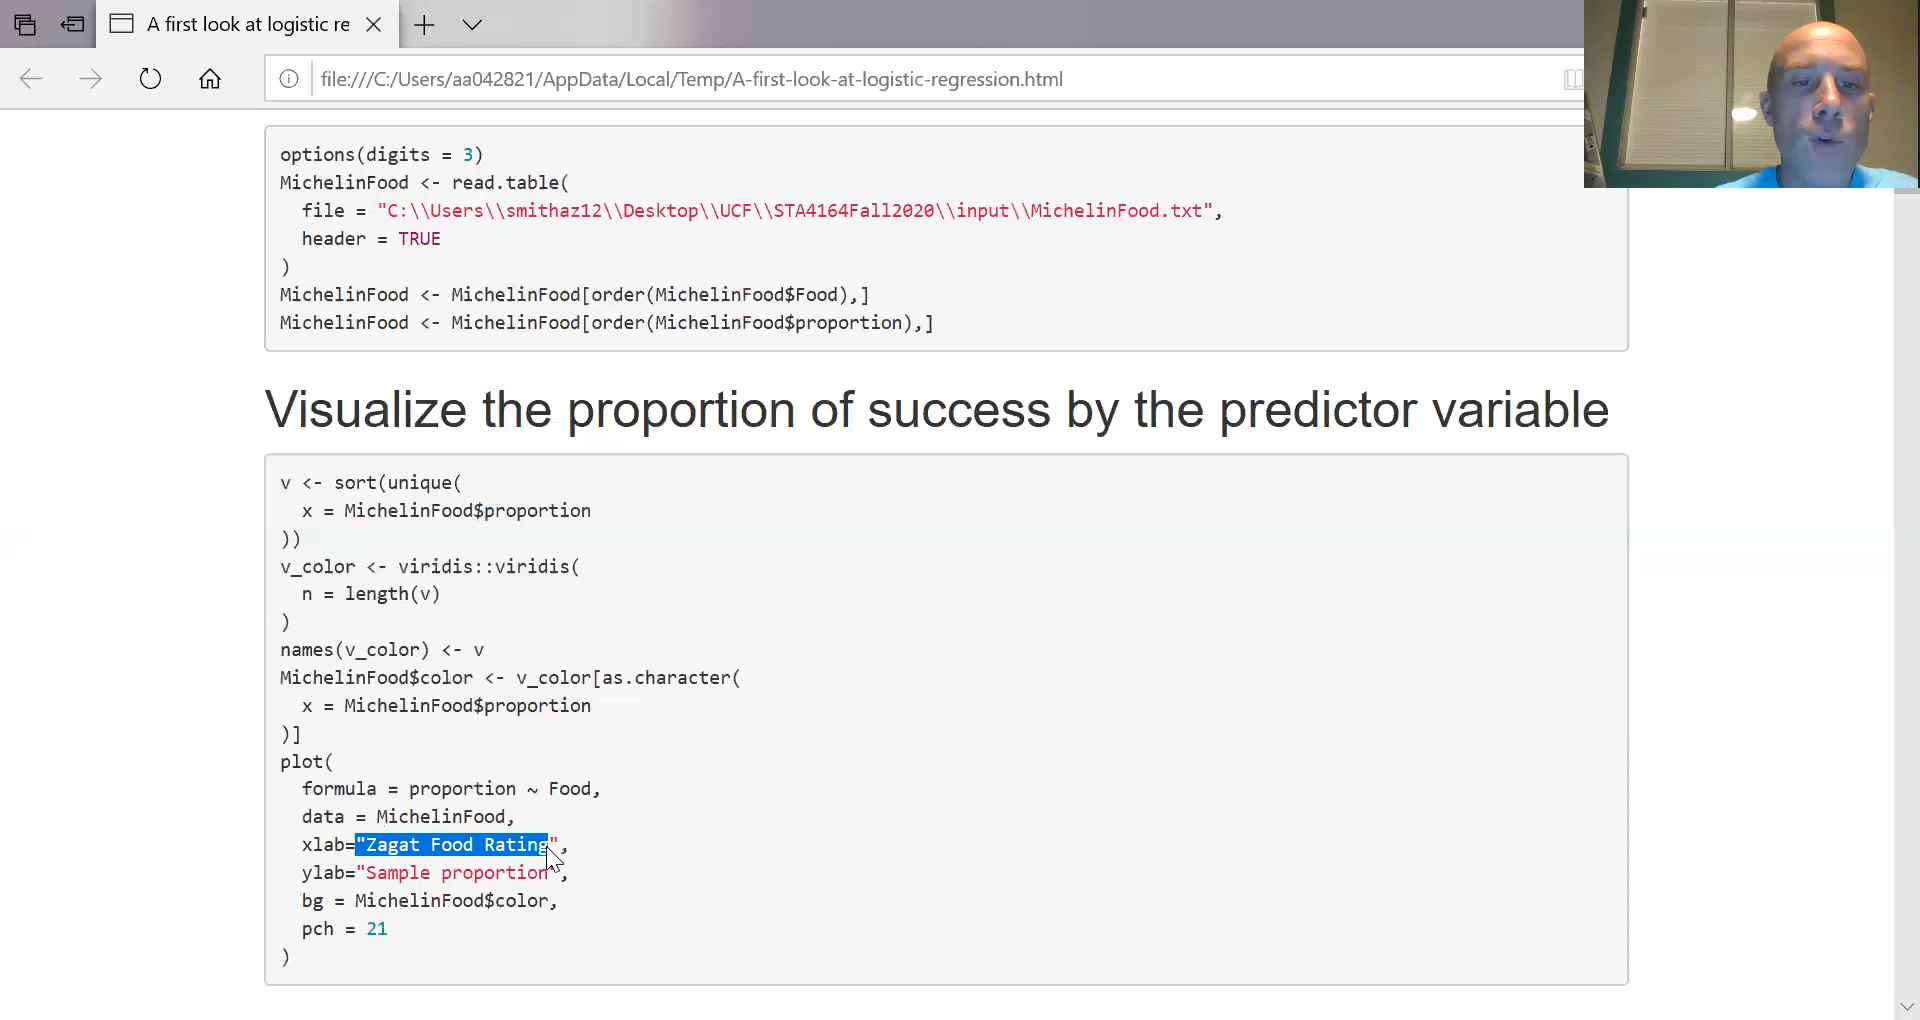 A first look at logistic re
file:///C:/Users/aa042821/AppData/Local/Temp/A-first-look-at-logistic-regression.html
options(digits = 3)
MichelinFood <- read.table(
  file = "C:\\Users\\smithaz12\\Desktop\\UCF\\STA4164Fall2020\\input\\MichelinFood.txt",
  header = TRUE
)
MichelinFood <- MichelinFood[order(MichelinFood$Food),]
MichelinFood <- MichelinFood[order(MichelinFood$proportion),]
Visualize the proportion of success by the predictor variable
v <- sort(unique(
  x = MichelinFood$proportion
))
v_color <- viridis::viridis(
  n = length(v)
)
names(v_color) <- v
MichelinFood$color <- v_color[as.character(
  x = MichelinFood$proportion
)]
plot(
  formula = proportion ~ Food,
  data = MichelinFood,
  xlab="Zagat Food Rating",
  ylab="Sample proportion",
  bg = MichelinFood$color,
  pch = 21
)